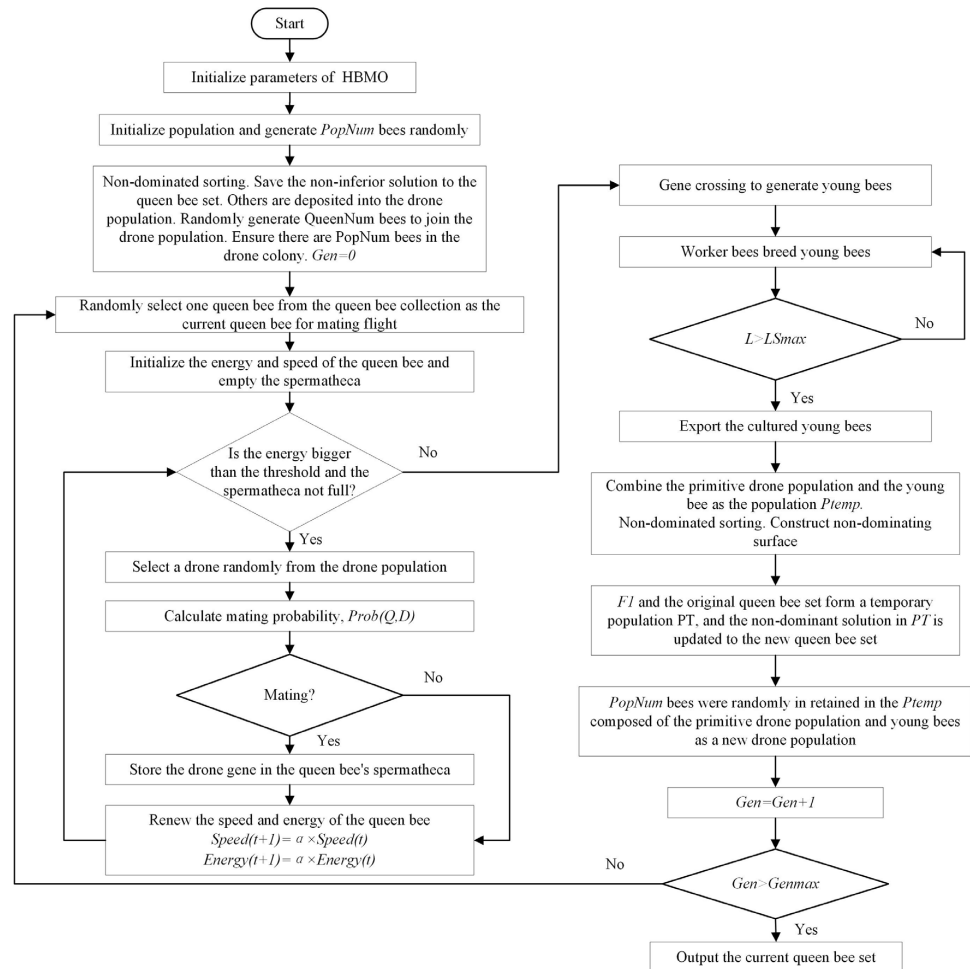 Start
Initialize parameters of HBMO
Initialize population and generate PopNum bees randomly
Non-dominated sorting. Save the non-inferior solution to the
queen bee set. Others are deposited into the drone
population. Randomly generate QueenNum bees to join the
drone population. Ensure there are PopNum bees in the
drone colony. Gen=0
Randomly select one queen bee from the queen bee collection as the
current queen bee for mating flight
Initialize the energy and speed of the queen bee and
empty the spermatheca
Is the energy bigger
than the threshold and the
spermatheca not full?
No
Yes
Select a drone randomly from the drone population
Calculate mating probability, Prob(Q,D)
Mating?
No
Yes
Store the drone gene in the queen bee's spermatheca
Renew the speed and energy of the queen bee
Speed(t+1)= α ×Speed(t)
Energy(t+1)= α ×Energy(t)
Gene crossing to generate young bees
Worker bees breed young bees
L>LSmax
No
Yes
Export the cultured young bees
Combine the primitive drone population and the young
bee as the population Ptemp.
Non-dominated sorting. Construct non-dominating
surface
F1 and the original queen bee set form a temporary
population PT, and the non-dominant solution in PT is
updated to the new queen bee set
PopNum bees were randomly in retained in the Ptemp
composed of the primitive drone population and young bees
as a new drone population
Gen=Gen+1
Gen>Genmax
No
Yes
Output the current queen bee set